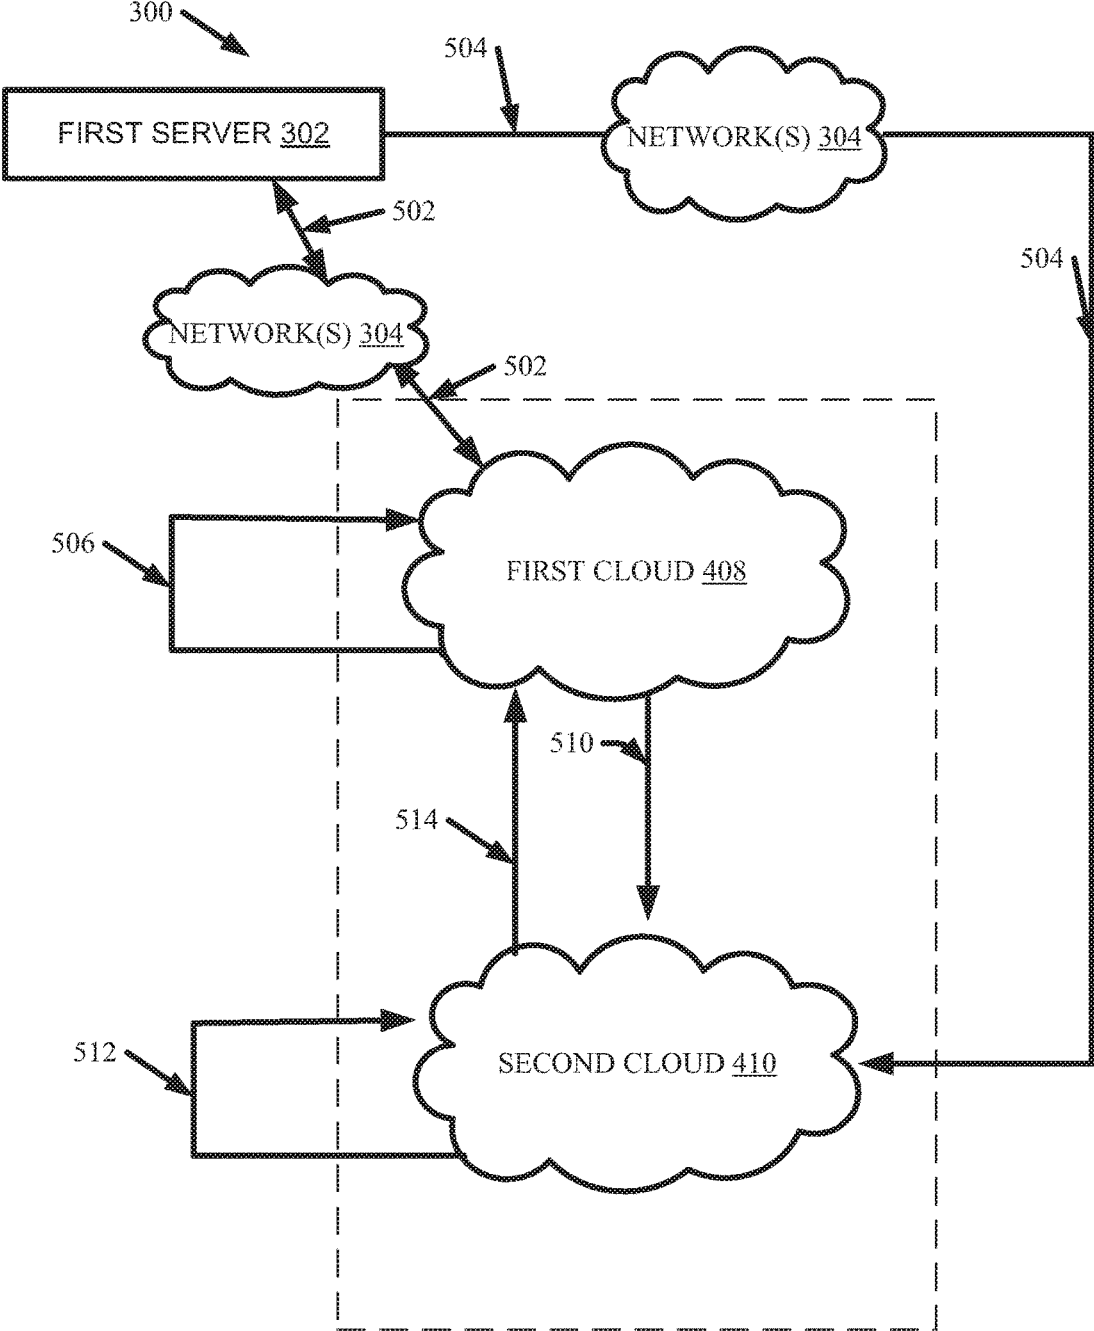 300
504
FIRST SERVER 302
NETWORK(S) 304
502
504
NETWORK(S) 304
502
506
FIRST CLOUD 408
510
514
512
SECOND CLOUD 410